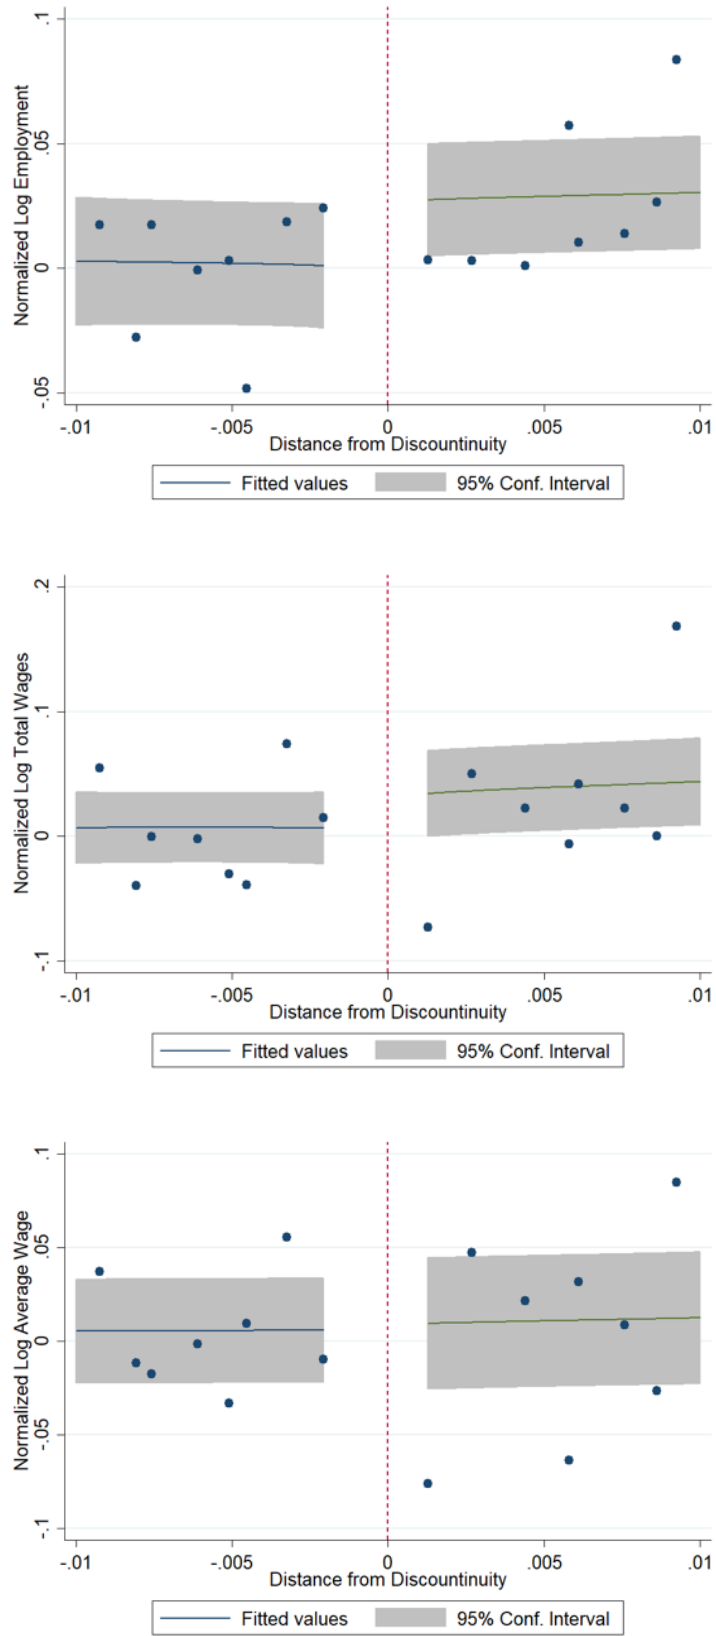 Normalized Log Employment
.1
.05
0
-.05
-.01 -.005 0 .005 .01
Distance from Discountinuity
Fitted values 95% Conf. Interval
Normalized Log Total Wages
.2
.1
0
-.1
-.01 -.005 0 .005 .01
Distance from Discountinuity
Fitted values 95% Conf. Interval
Normalized Log Average Wage
.1
.05
0
-.05
-.1
-.01 -.005 0 .005 .01
Distance from Discountinuity
Fitted values 95% Conf. Interval